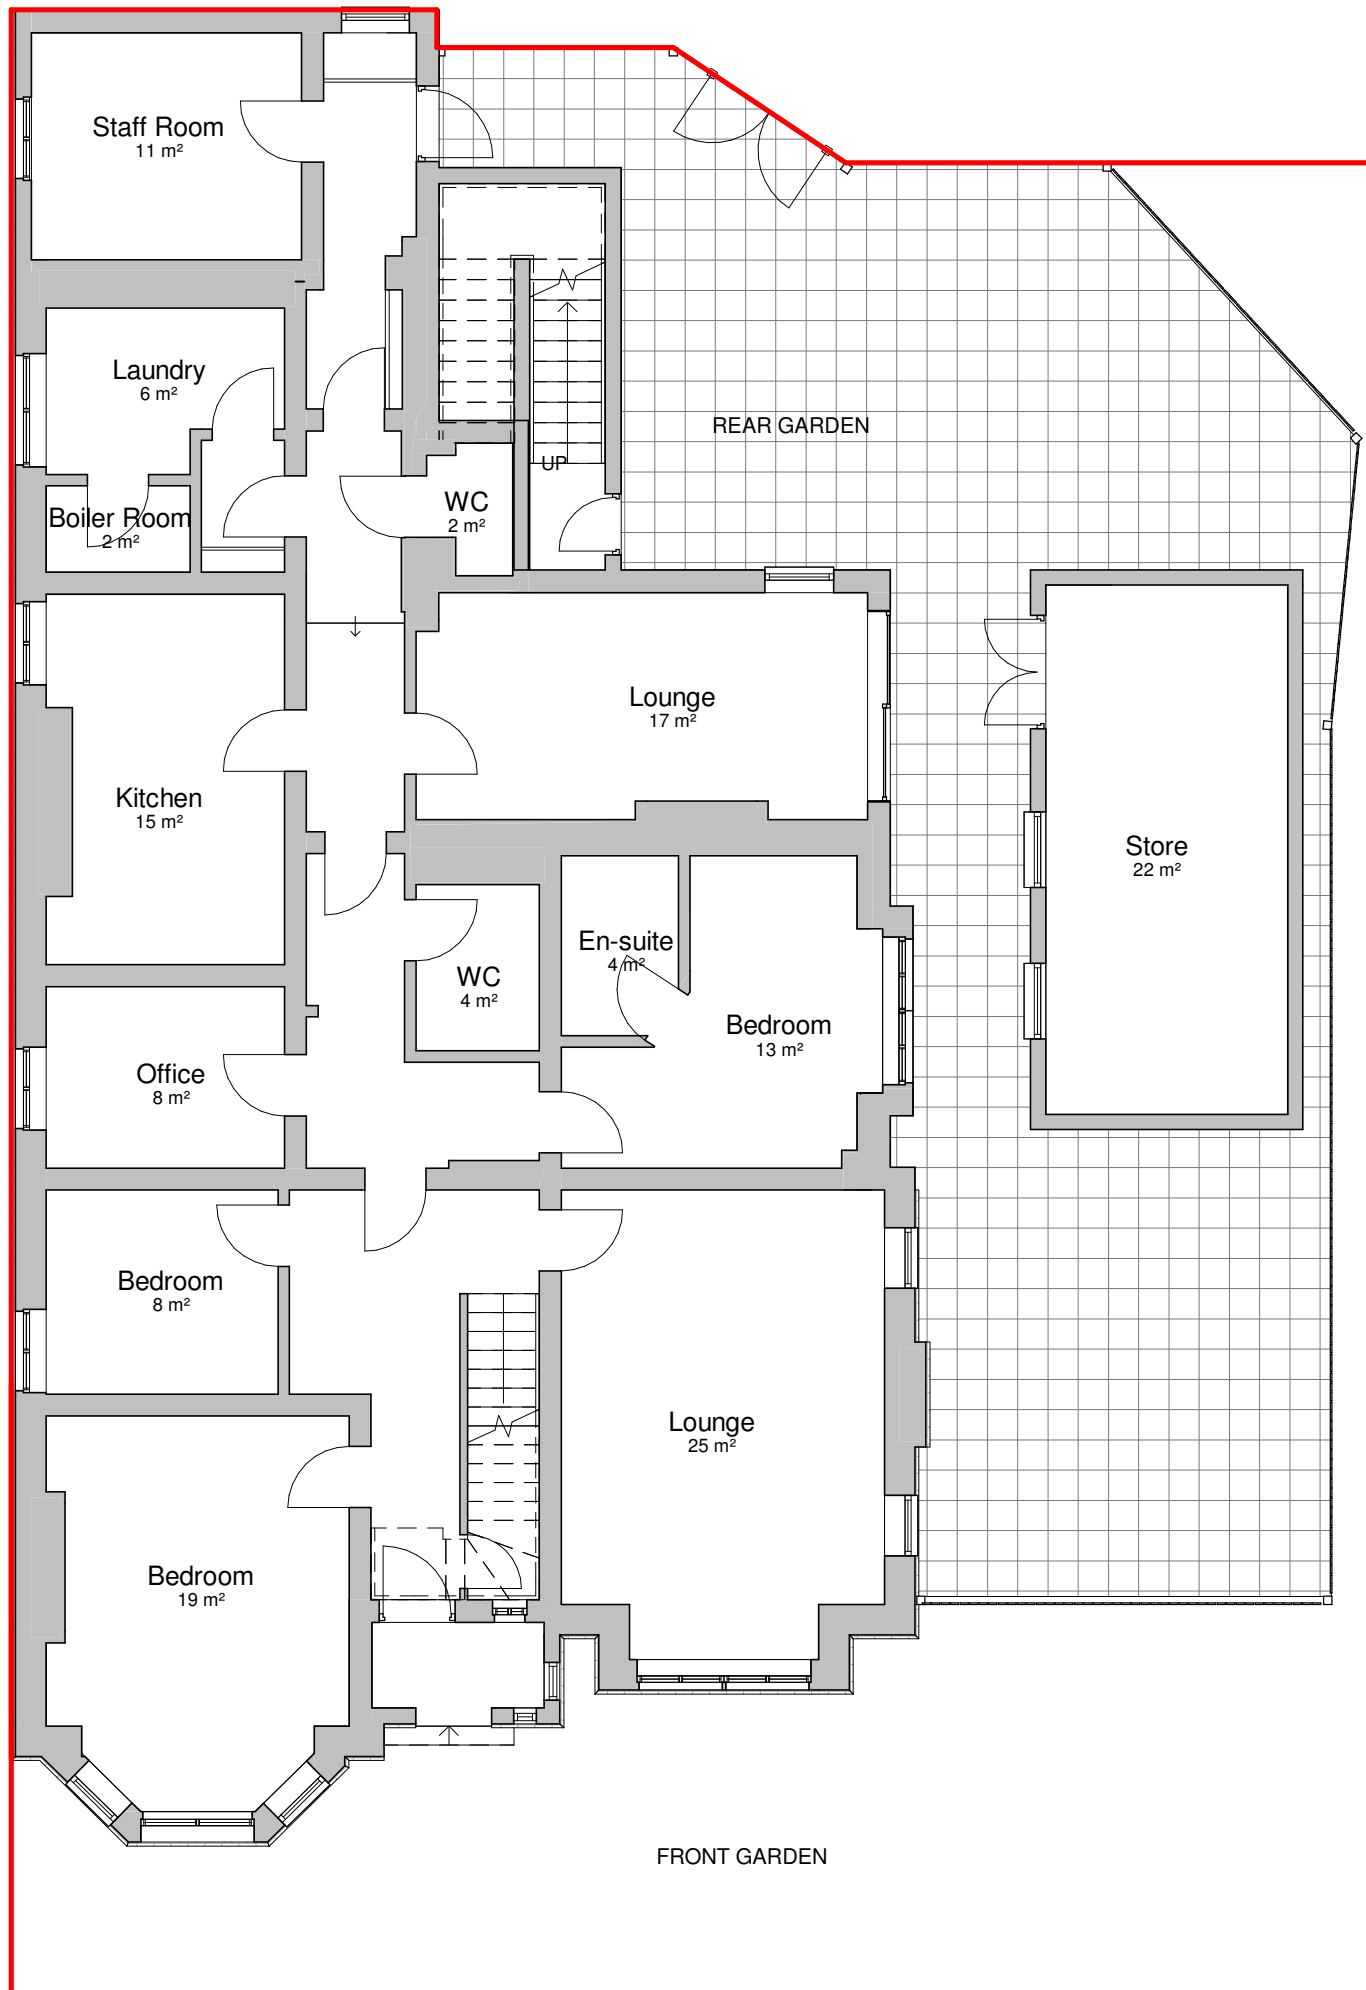 Staff Room
11 m²
Laundry
6 m²
REAR GARDEN
UP
WC
2 m²
Boiler Room
2 m²
Lounge
17 m²
Kitchen
15 m²
Store
22 m²
En-suite
4 m²
WC
4 m²
Bedroom
13 m²
Office
8 m²
Bedroom
8 m²
Lounge
25 m²
Bedroom
19 m²
FRONT GARDEN